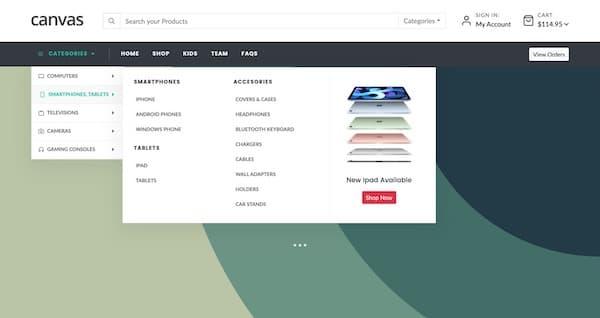 canvas
Search your Products
Categories
SIGN IN:
My Account
CART
$114.95
CATEGORIES
HOME
SHOP
KIDS
TEAM
FAQS
View Orders
COMPUTERS
SMARTPHONES, TABLETS
TELEVISIONS
CAMERAS
GAMING CONSOLES
SMARTPHONES
IPHONE
ANDROID PHONES
WINDOWS PHONE
TABLETS
IPAD
TABLETS
ACCESORIES
COVERS & CASES
HEADPHONES
BLUETOOTH KEYBOARD
CHARGERS
CABLES
WALL ADAPTERS
HOLDERS
CAR STANDS
New Ipad Available
Shop Now